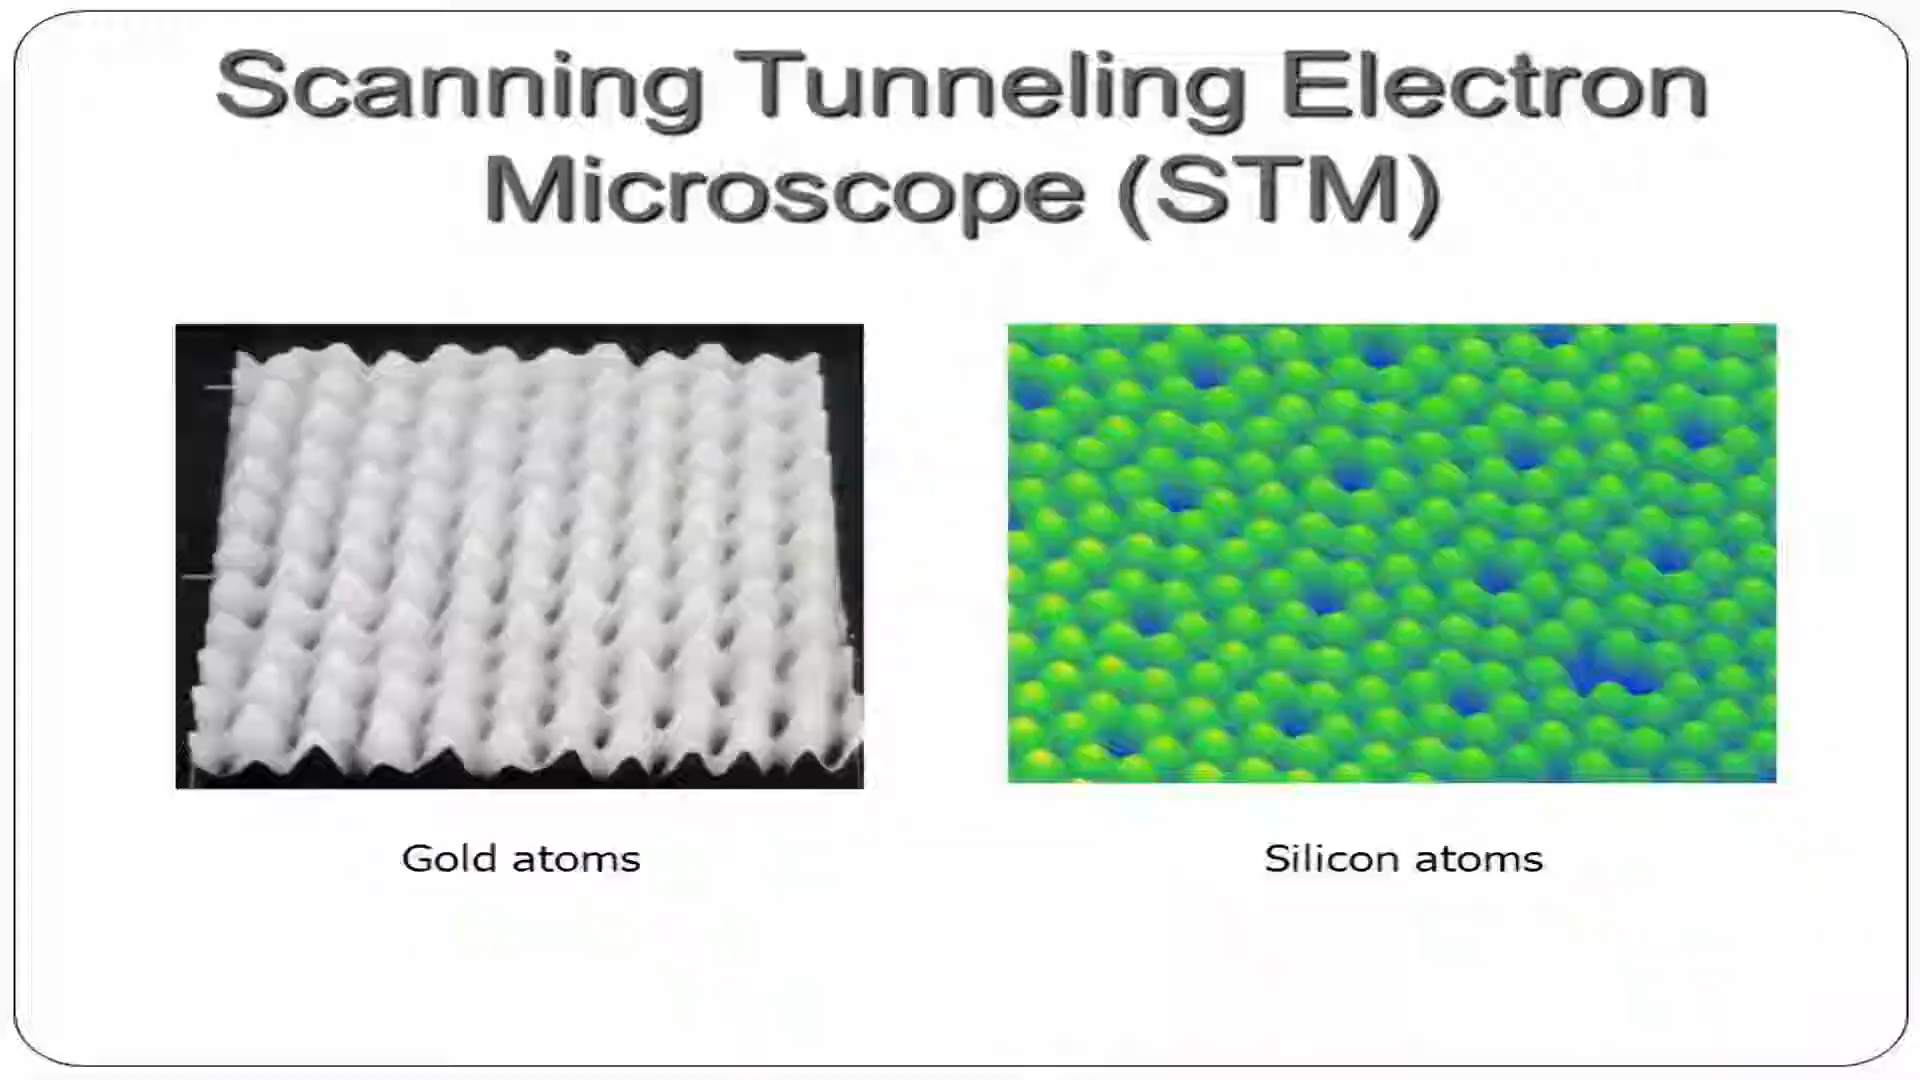 Scanning Tunneling Electron
Microscope (STM)
Gold atoms
Silicon atoms